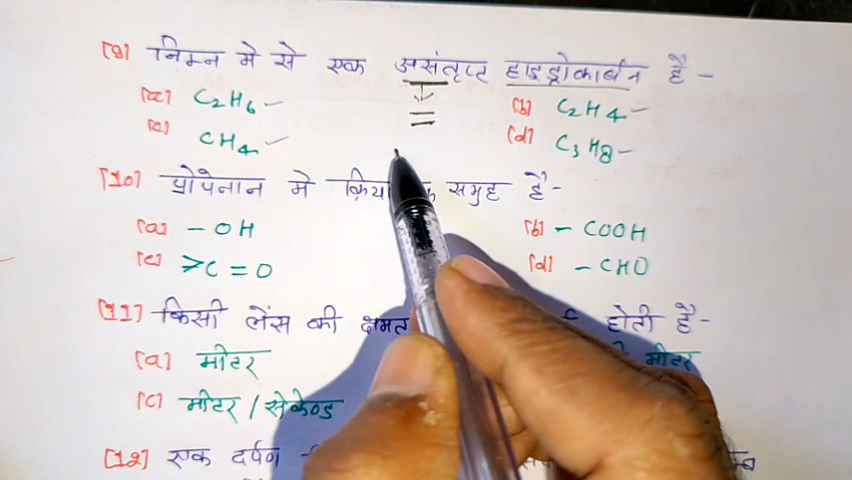 [9] निम्न मे से एक असंतृप्त हाइड्रोकार्बन है -
[a] C2H6 [b] C2H4
[c] CH4 [d] C3H8
[10] प्रोपेनान मे समुह है -
[a] - OH [b] - COOH
[c] >C = O [d] - CHO
[11] किसी लेंस की होती है -
[a] मीटर मीटर
[c] मीटर / सेकेण्ड
[12] एक दर्पण